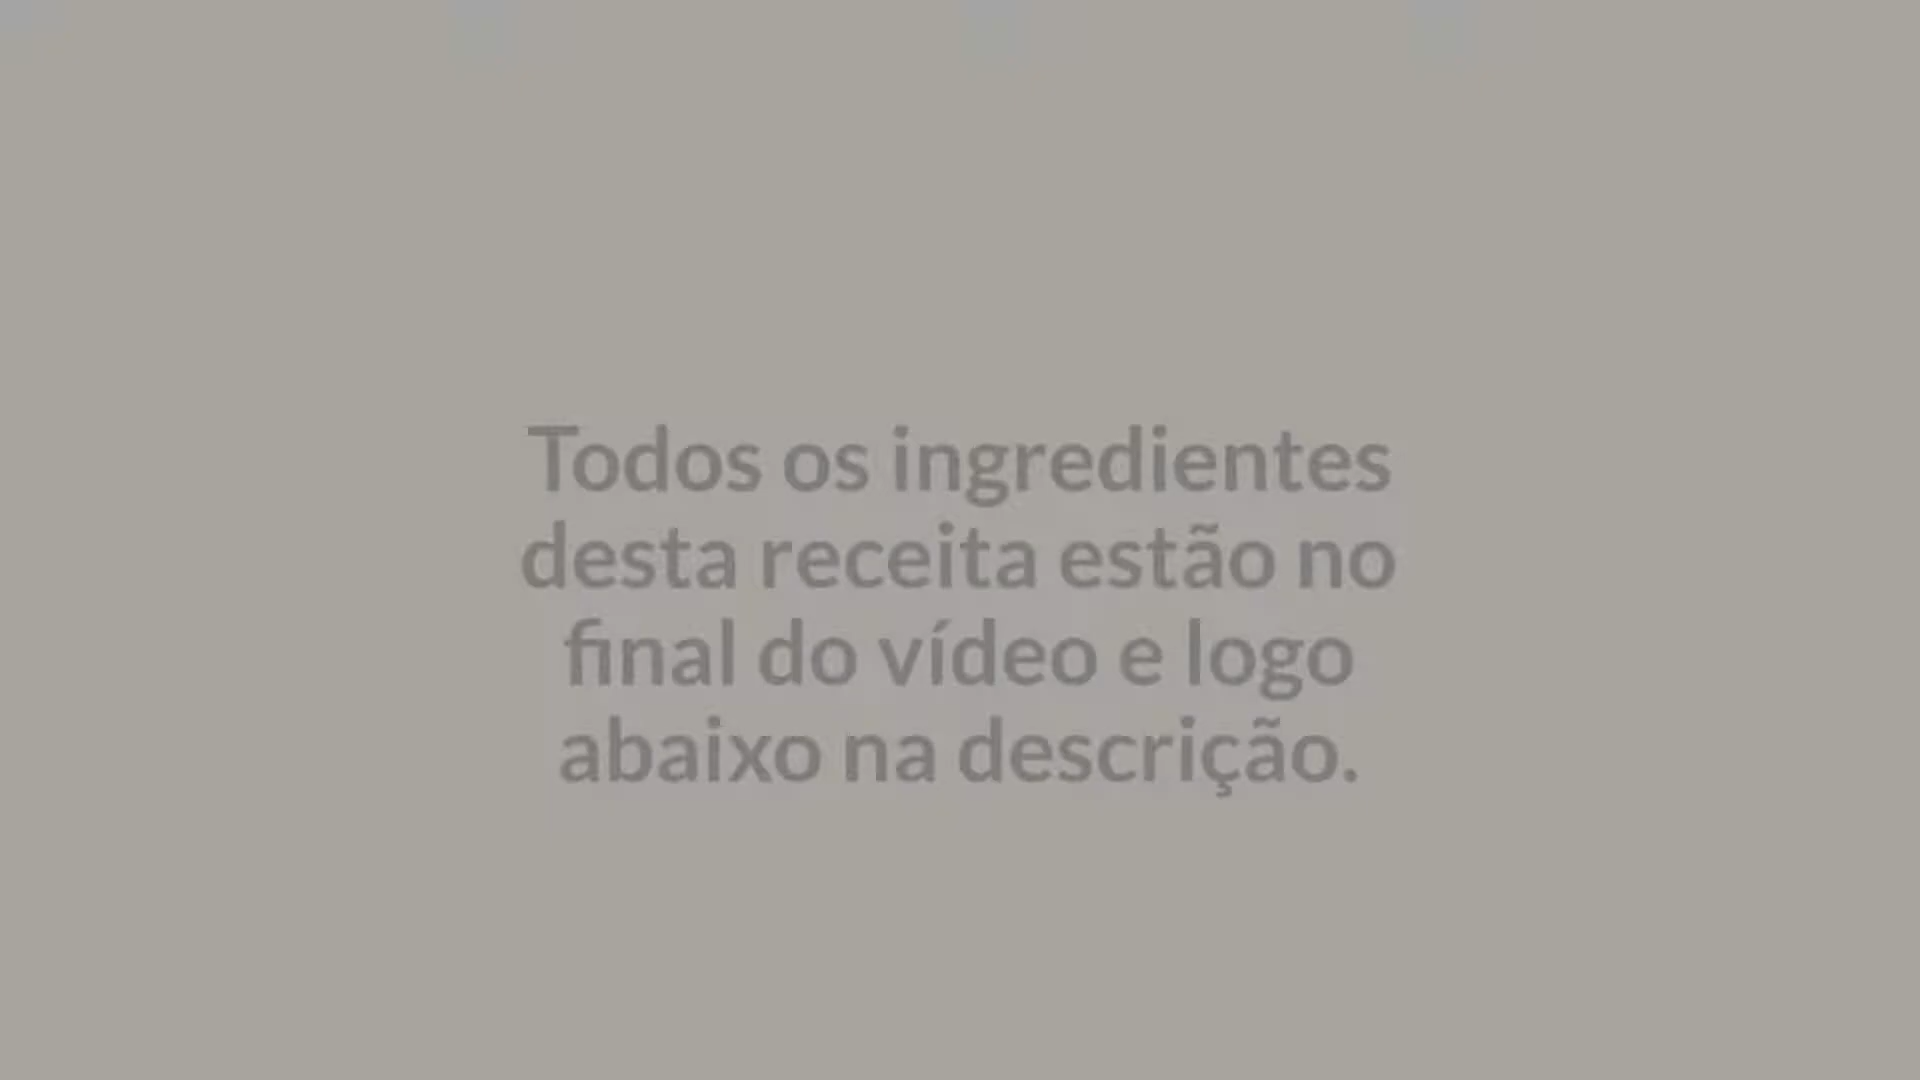 Todos os ingredientes
desta receita estão no
final do vídeo e logo
abaixo na descrição.